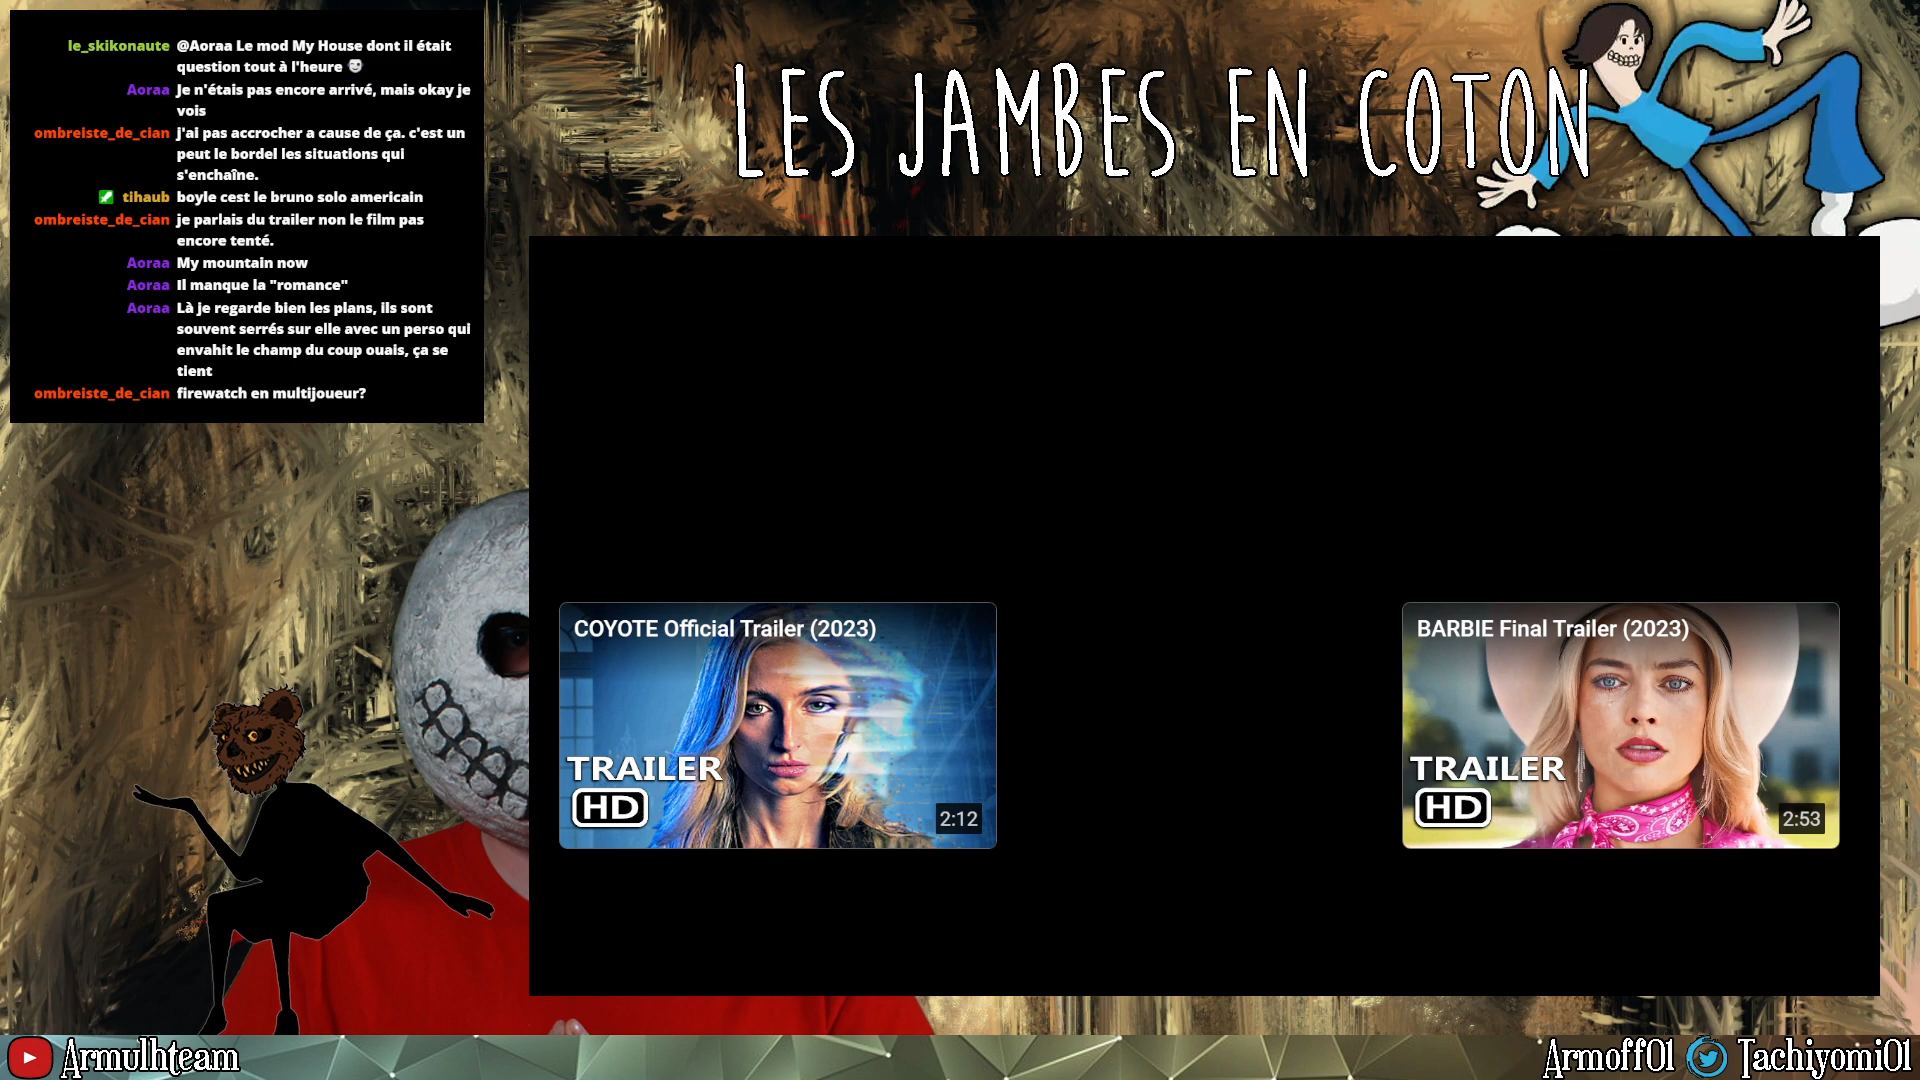 le_skikonaute @Aoraa Le mod My House dont il était
question tout à l'heure
Aoraa Je n'étais pas encore arrivé, mais okay je
vois
ombreiste_de_cian j'ai pas accrocher a cause de ça. c'est un
peut le bordel les situations qui
s'enchaîne.
tihaub boyle cest le bruno solo americain
ombreiste_de_cian je parlais du trailer non le film pas
encore tenté.
Aoraa My mountain now
Aoraa Il manque la "romance"
Aoraa Là je regarde bien les plans, ils sont
souvent serrés sur elle avec un perso qui
envahit le champ du coup ouais, ça se
tient
ombreiste_de_cian firewatch en multijoueur?
LES JAMBES EN COTON
COYOTE Official Trailer (2023)
TRAILER
HD
2:12
BARBIE Final Trailer (2023)
TRAILER
HD
2:53
Armulhteam
Armoff01
Tachiyomi01